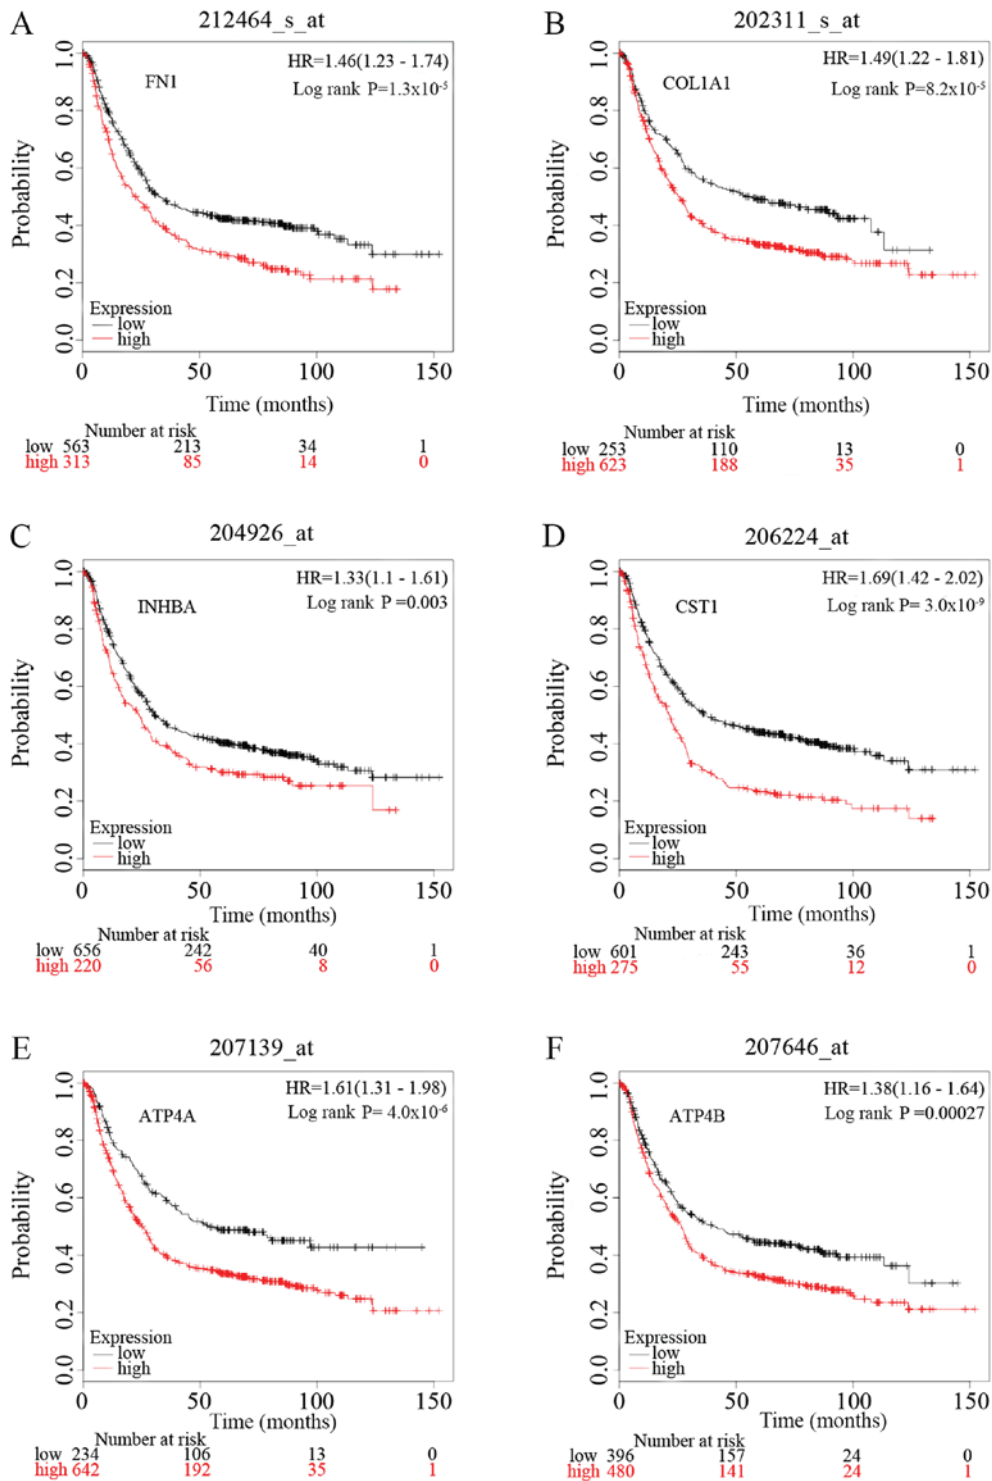 A
212464_s_at
HR=1.46(1.23 - 1.74)
Log rank P=1.3x10-5
FN1
Probability
1.0
0.8
0.6
0.4
0.2
0.0
Expression
low
high
0 50 100 150
Time (months)
Number at risk
low 563 213 34 1
high 313 85 14 0
B
202311_s_at
HR=1.49(1.22 - 1.81)
Log rank P=8.2x10-5
COL1A1
Probability
1.0
0.8
0.6
0.4
0.2
0.0
Expression
low
high
0 50 100 150
Time (months)
Number at risk
low 253 110 13 0
high 623 188 35 1
C
204926_at
HR=1.33(1.1 - 1.61)
Log rank P =0.003
INHBA
Probability
1.0
0.8
0.6
0.4
0.2
0.0
Expression
low
high
0 50 100 150
Time (months)
Number at risk
low 656 242 40 1
high 220 56 8 0
D
206224_at
HR=1.69(1.42 - 2.02)
Log rank P= 3.0x10-9
CST1
Probability
1.0
0.8
0.6
0.4
0.2
0.0
Expression
low
high
0 50 100 150
Time (months)
Number at risk
low 601 243 36 1
high 275 55 12 0
E
207139_at
HR=1.61(1.31 - 1.98)
Log rank P= 4.0x10-6
ATP4A
Probability
1.0
0.8
0.6
0.4
0.2
0.0
Expression
low
high
0 50 100 150
Time (months)
Number at risk
low 234 106 13 0
high 642 192 35 1
F
207646_at
HR=1.38(1.16 - 1.64)
Log rank P =0.00027
ATP4B
Probability
1.0
0.8
0.6
0.4
0.2
0.0
Expression
low
high
0 50 100 150
Time (months)
Number at risk
low 396 157 24 0
high 480 141 24 1